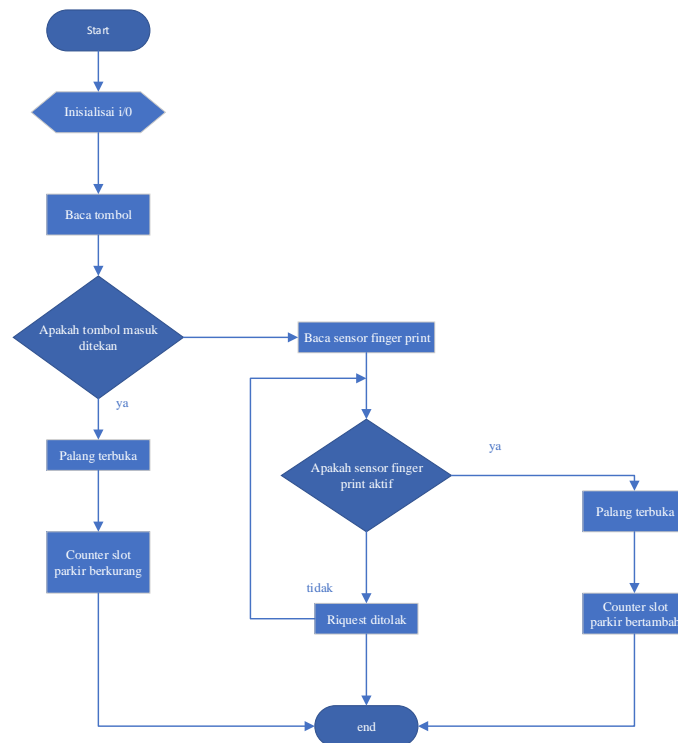 Start
Inisialisai i/0
Baca tombol
Apakah tombol masuk
ditekan
Baca sensor finger print
ya
Palang terbuka
Apakah sensor finger
print aktif
ya
Palang terbuka
Counter slot
parkir berkurang
tidak
Riquest ditolak
Counter slot
parkir bertambah
end